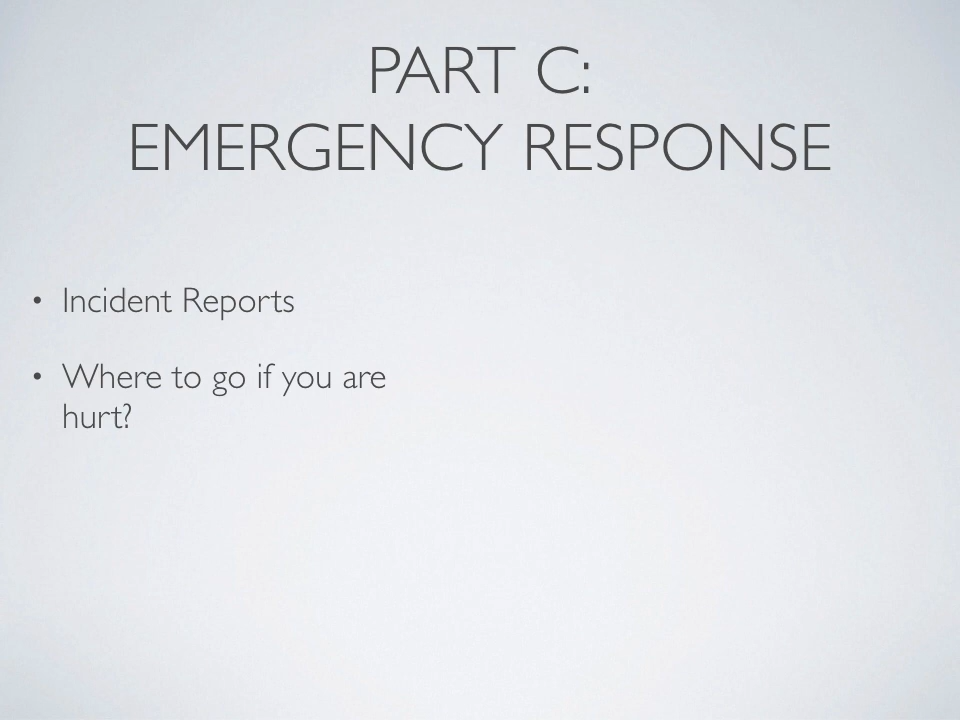 PART C:
EMERGENCY RESPONSE
• Incident Reports
• Where to go if you are
hurt?